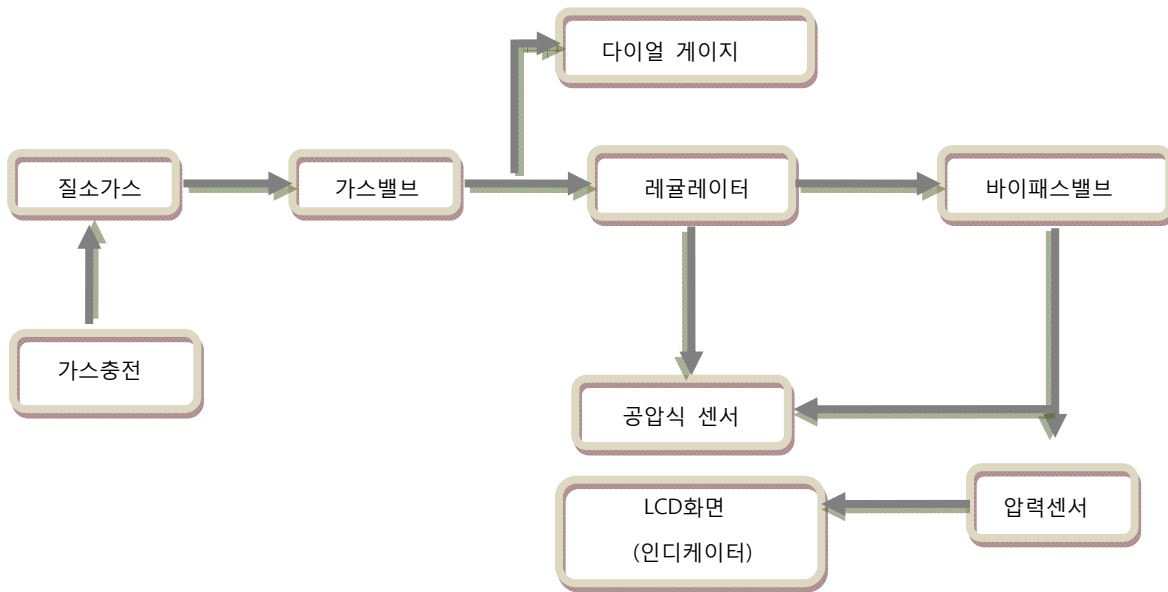 다이얼 게이지
질소가스
가스밸브
레귤레이터
바이패스밸브
가스충전
공압식 센서
LCD화면
(인디케이터)
압력센서